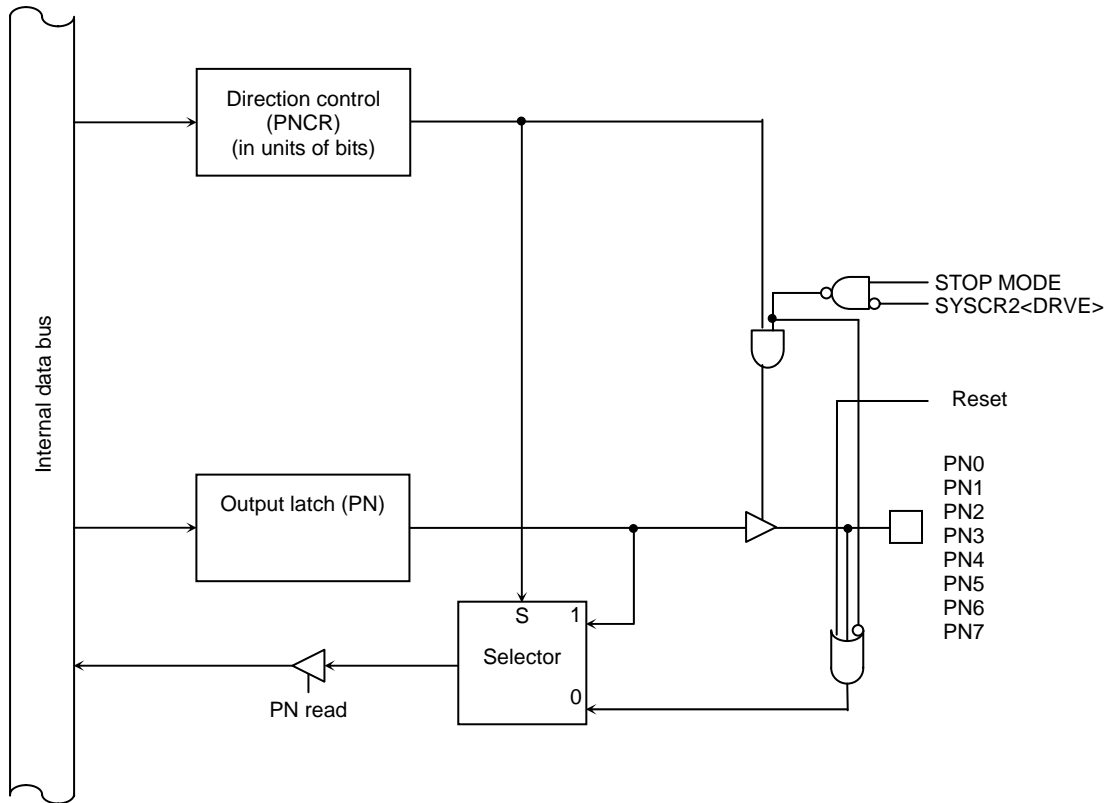 Internal data bus
Direction control
(PNCR)
(in units of bits)
STOP MODE
SYSCR2<DRVE>
Reset
Output latch (PN)
PN0
PN1
PN2
PN3
PN4
PN5
PN6
PN7
S
1
Selector
0
PN read